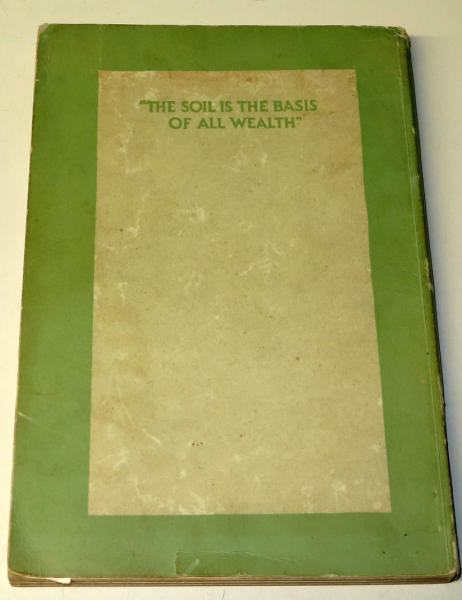 "THE SOIL IS THE BASIS
OF ALL WEALTH"